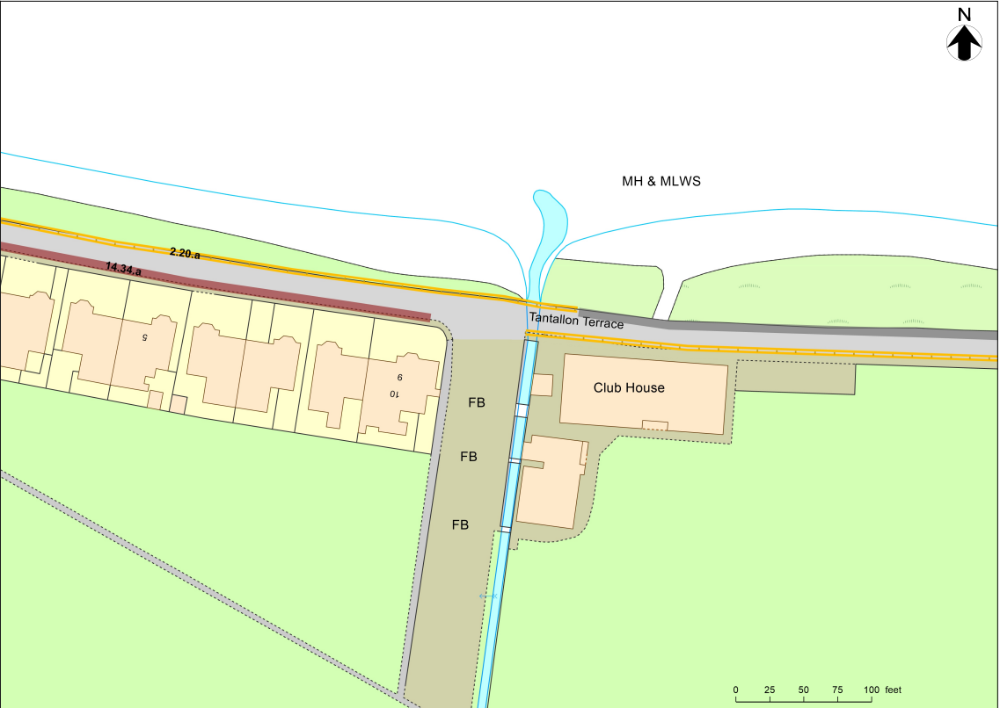 N
MH & MLWS
2.20.a
14.34.a
Tantallon Terrace
5
9
10
Club House
FB
FB
FB
0 25 50 75 100 feet